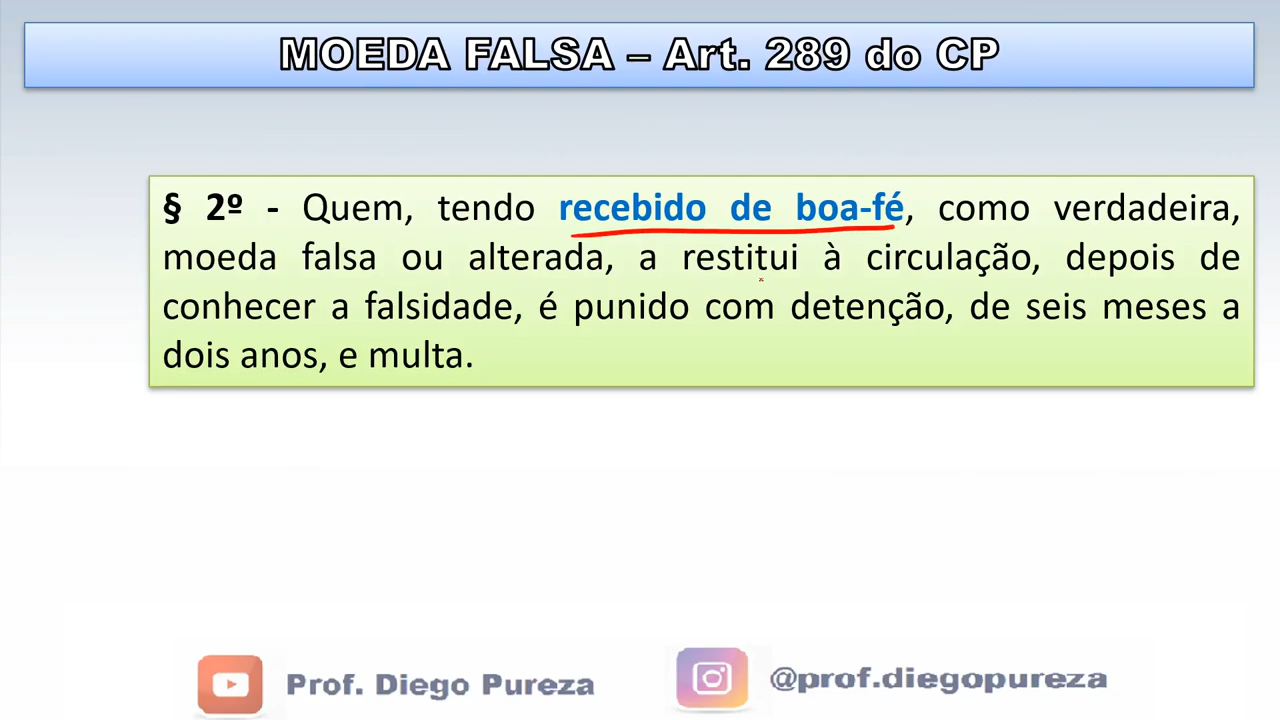 MOEDA FALSA – Art. 289 do CP
§ 2º - Quem, tendo recebido de boa-fé, como verdadeira,
moeda falsa ou alterada, a restitui à circulação, depois de
conhecer a falsidade, é punido com detenção, de seis meses a
dois anos, e multa.
Prof. Diego Pureza
@prof.diegopureza